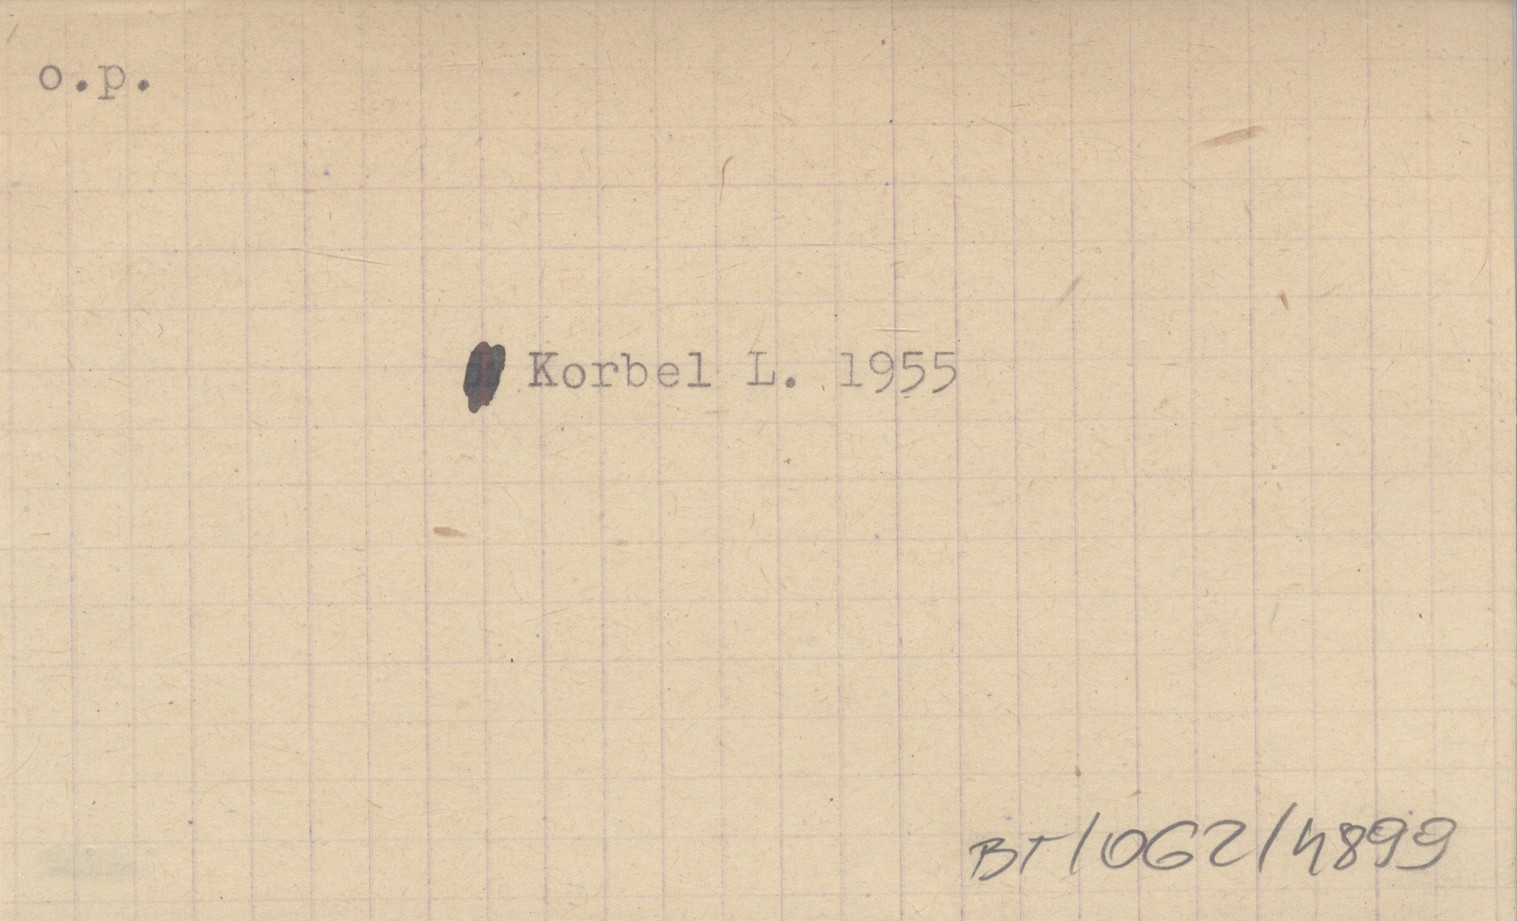 o.p.
Korbel L. 1955
BT/062/4899